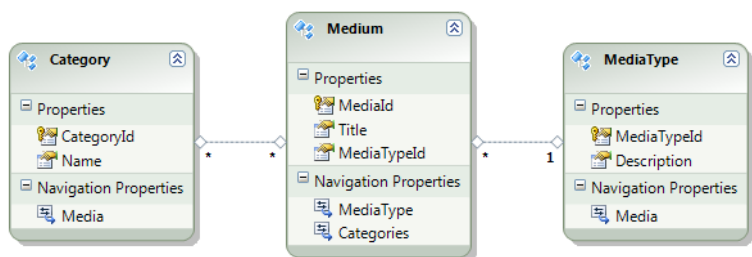 Category
Properties
CategoryId
Name
Navigation Properties
Media
*
*
Medium
Properties
MediaId
Title
MediaTypeId
Navigation Properties
MediaType
Categories
*
1
MediaType
Properties
MediaTypeId
Description
Navigation Properties
Media